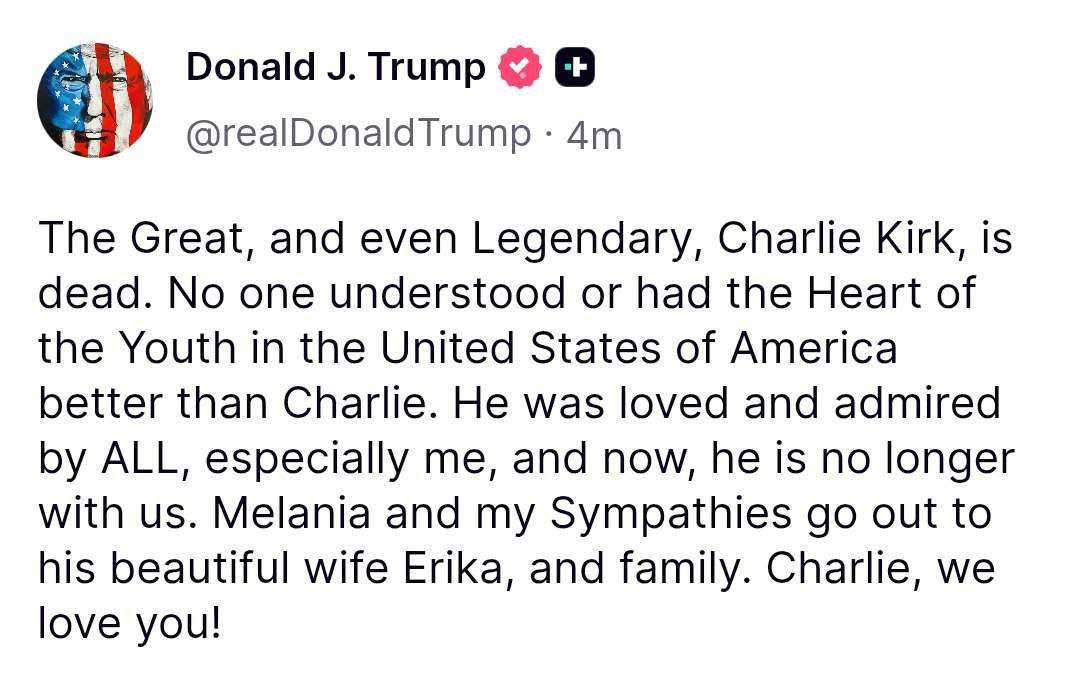 Donald J. Trump
@realDonaldTrump · 4m
The Great, and even Legendary, Charlie Kirk, is
dead. No one understood or had the Heart of
the Youth in the United States of America
better than Charlie. He was loved and admired
by ALL, especially me, and now, he is no longer
with us. Melania and my Sympathies go out to
his beautiful wife Erika, and family. Charlie, we
love you!